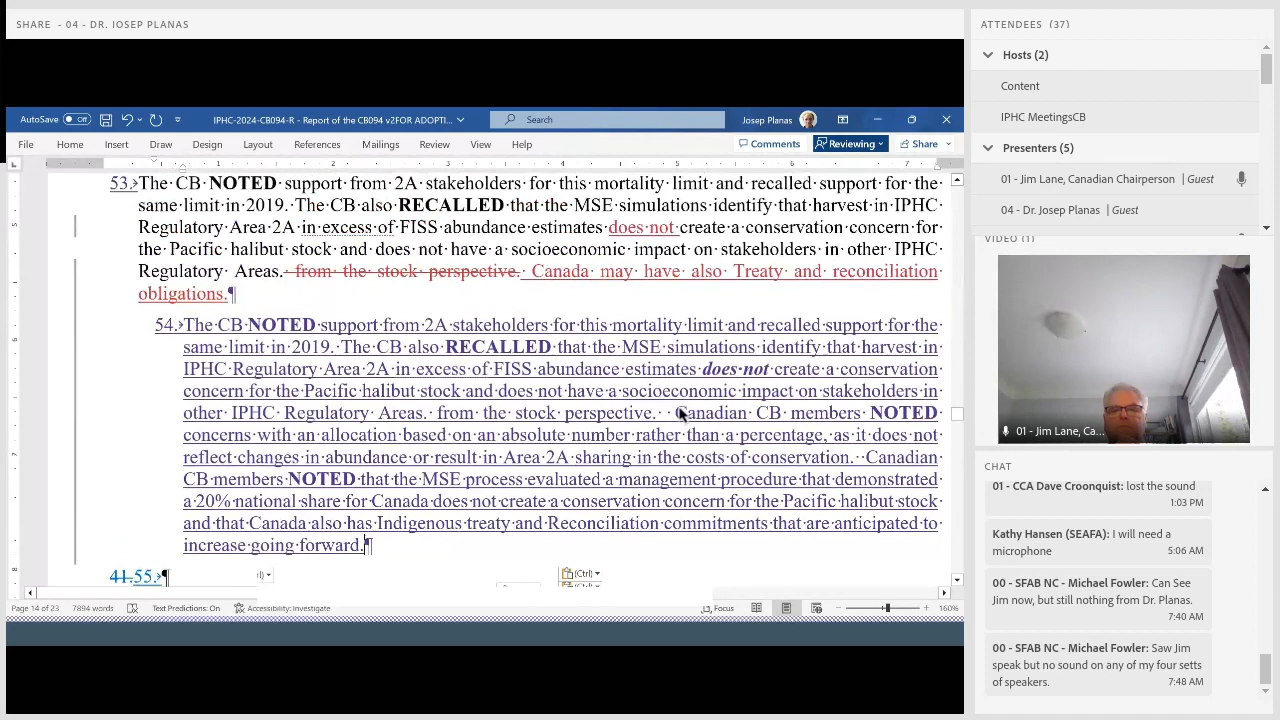 SHARE - 04 - DR. JOSEP PLANAS
AutoSave Off
IPHC-2024-CB094-R - Report of the CB094 v2FOR ADOPTI...
Search
Josep Planas
File Home Insert Draw Design Layout References Mailings Review View Help
Comments Reviewing Share
1 2 3 4 5 6 7
53. The CB NOTED support from 2A stakeholders for this mortality limit and recalled support for the
same limit in 2019. The CB also RECALLED that the MSE simulations identify that harvest in IPHC
Regulatory Area 2A in excess of FISS abundance estimates does not create a conservation concern for
the Pacific halibut stock and does not have a socioeconomic impact on stakeholders in other IPHC
Regulatory Areas. from the stock perspective. Canada may have also Treaty and reconciliation
obligations.¶
54. The CB NOTED support from 2A stakeholders for this mortality limit and recalled support for the
same limit in 2019. The CB also RECALLED that the MSE simulations identify that harvest in
IPHC Regulatory Area 2A in excess of FISS abundance estimates does not create a conservation
concern for the Pacific halibut stock and does not have a socioeconomic impact on stakeholders in
other IPHC Regulatory Areas. from the stock perspective. Canadian CB members NOTED
concerns with an allocation based on an absolute number rather than a percentage, as it does not
reflect changes in abundance or result in Area 2A sharing in the costs of conservation. Canadian
CB members NOTED that the MSE process evaluated a management procedure that demonstrated
a 20% national share for Canada does not create a conservation concern for the Pacific halibut stock
and that Canada also has Indigenous treaty and Reconciliation commitments that are anticipated to
increase going forward.¶
41.55.¶
(Ctrl)
Page 14 of 23 7894 words Text Predictions: On Accessibility: Investigate Focus 160%
ATTENDEES (37)
Hosts (2)
Content
IPHC MeetingsCB
Presenters (5)
01 - Jim Lane, Canadian Chairperson | Guest
04 - Dr. Josep Planas | Guest
VIDEO (1)
01 - Jim Lane, Ca...
CHAT
01 - CCA Dave Croonquist: lost the sound
1:03 PM
Kathy Hansen (SEAFA): I will need a
microphone
5:06 AM
00 - SFAB NC - Michael Fowler: Can See
Jim now, but still nothing from Dr. Planas.
7:40 AM
00 - SFAB NC - Michael Fowler: Saw Jim
speak but no sound on any of my four setts
of speakers.
7:48 AM